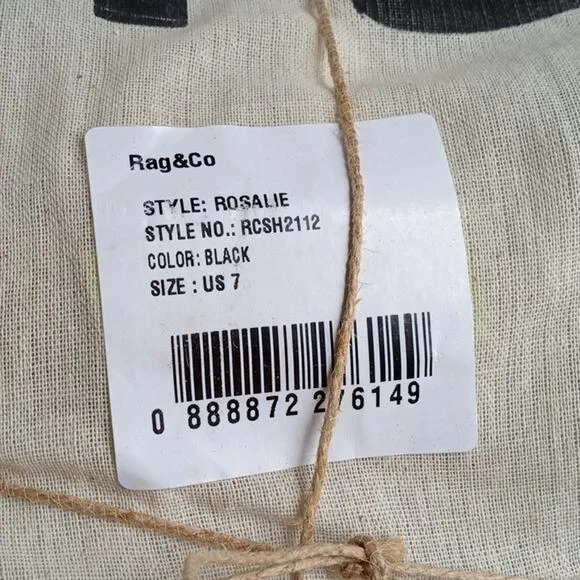 Rag&Co
STYLE: ROSALIE
STYLE NO.: RCSH2112
COLOR: BLACK
SIZE : US 7
0 888872 276149